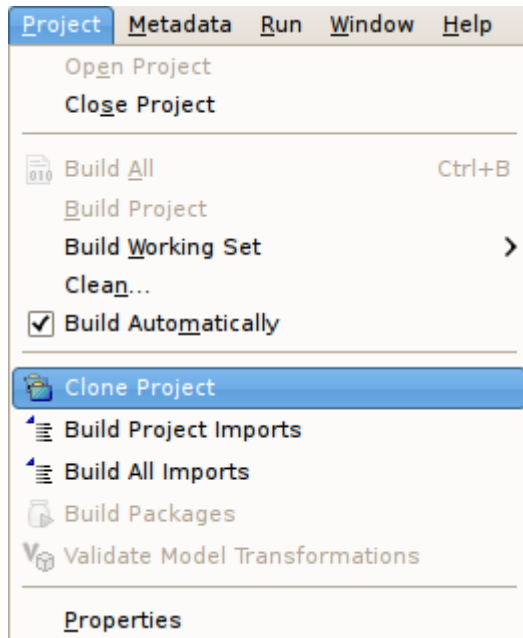 Project Metadata Run Window Help
Open Project
Close Project
Build All Ctrl+B
Build Project
Build Working Set
Clean...
Build Automatically
Clone Project
Build Project Imports
Build All Imports
Build Packages
Validate Model Transformations
Properties